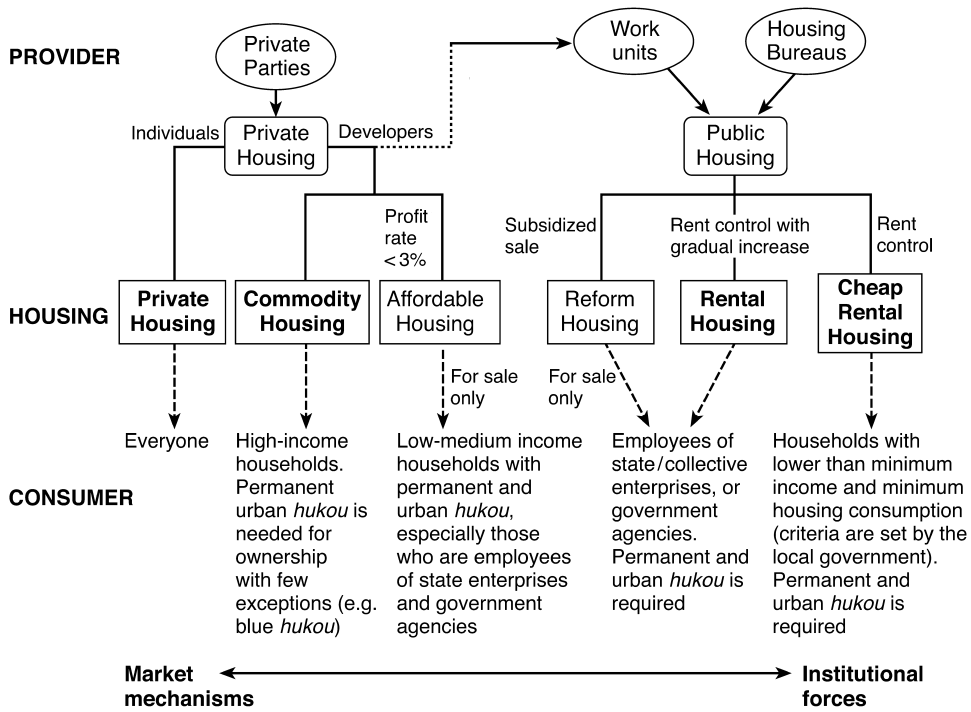 PROVIDER
Private
Parties
Work
units
Housing
Bureaus
Individuals
Private
Housing
Developers
Public
Housing
Profit
rate
< 3%
Subsidized
sale
Rent control with
gradual increase
Rent
control
HOUSING
Private
Housing
Commodity
Housing
Affordable
Housing
Reform
Housing
Rental
Housing
Cheap
Rental
Housing
For sale
only
For sale
only
CONSUMER
Everyone
High-income
households.
Permanent
urban hukou is
needed for
ownership
with few
exceptions (e.g.
blue hukou)
Low-medium income
households with
permanent and
urban hukou,
especially those
who are employees
of state enterprises
and government
agencies
Employees of
state/collective
enterprises, or
government
agencies.
Permanent and
urban hukou is
required
Households with
lower than minimum
income and minimum
housing consumption
(criteria are set by the
local government).
Permanent and
urban hukou is
required
Market
mechanisms
Institutional
forces